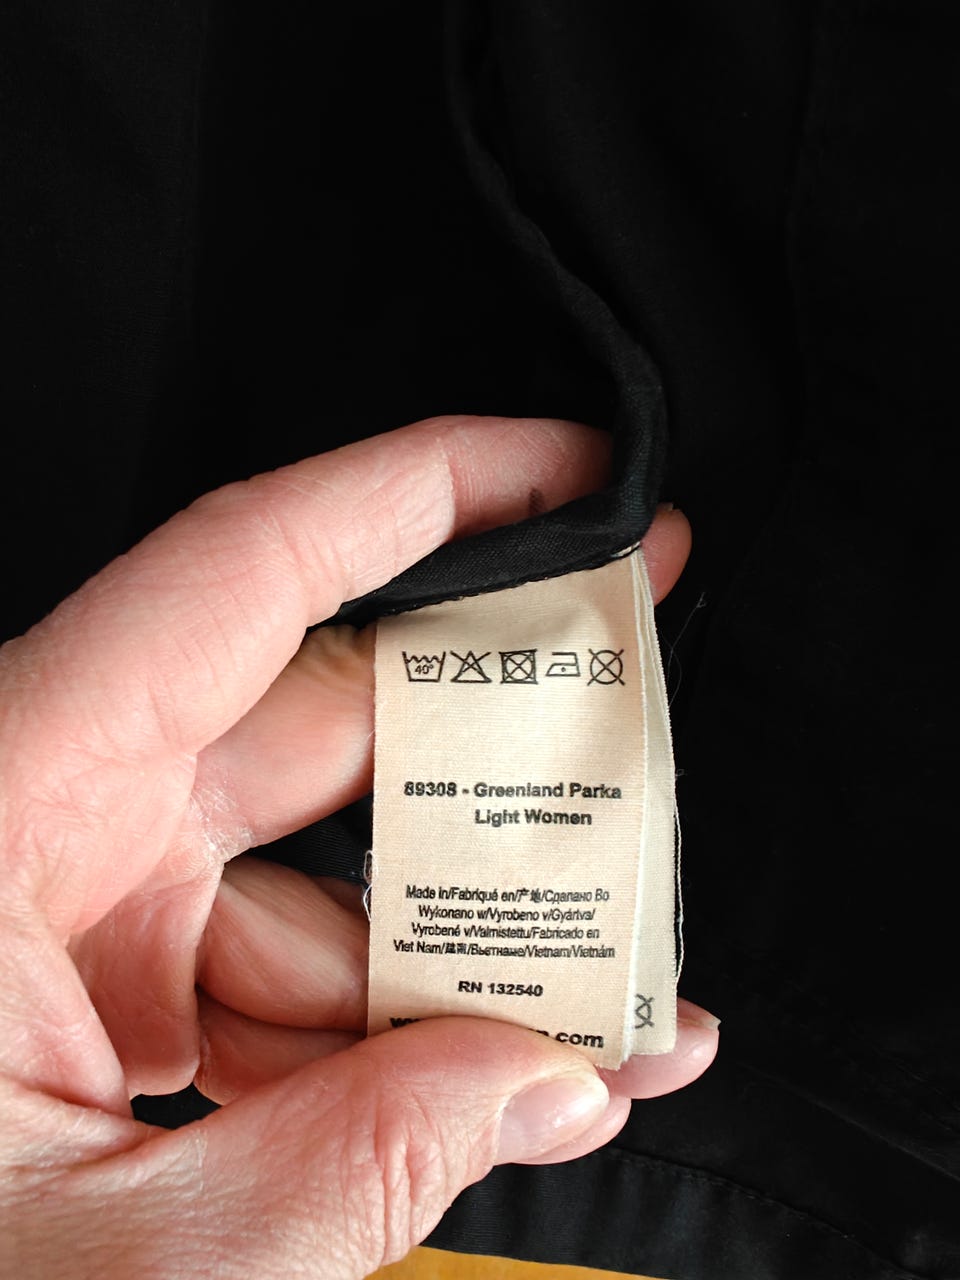 40°
89308 - Greenland Parka
Light Women
Made in/Fabriqué en/产地/Сделано Во
Wykonano w/Vyrobeno v/Gyártva/
Vyrobené v/Valmistettu/Fabricado en
Viet Nam/越南/Вьетнаме/Vietnam/Vietnám
RN 132540
.com